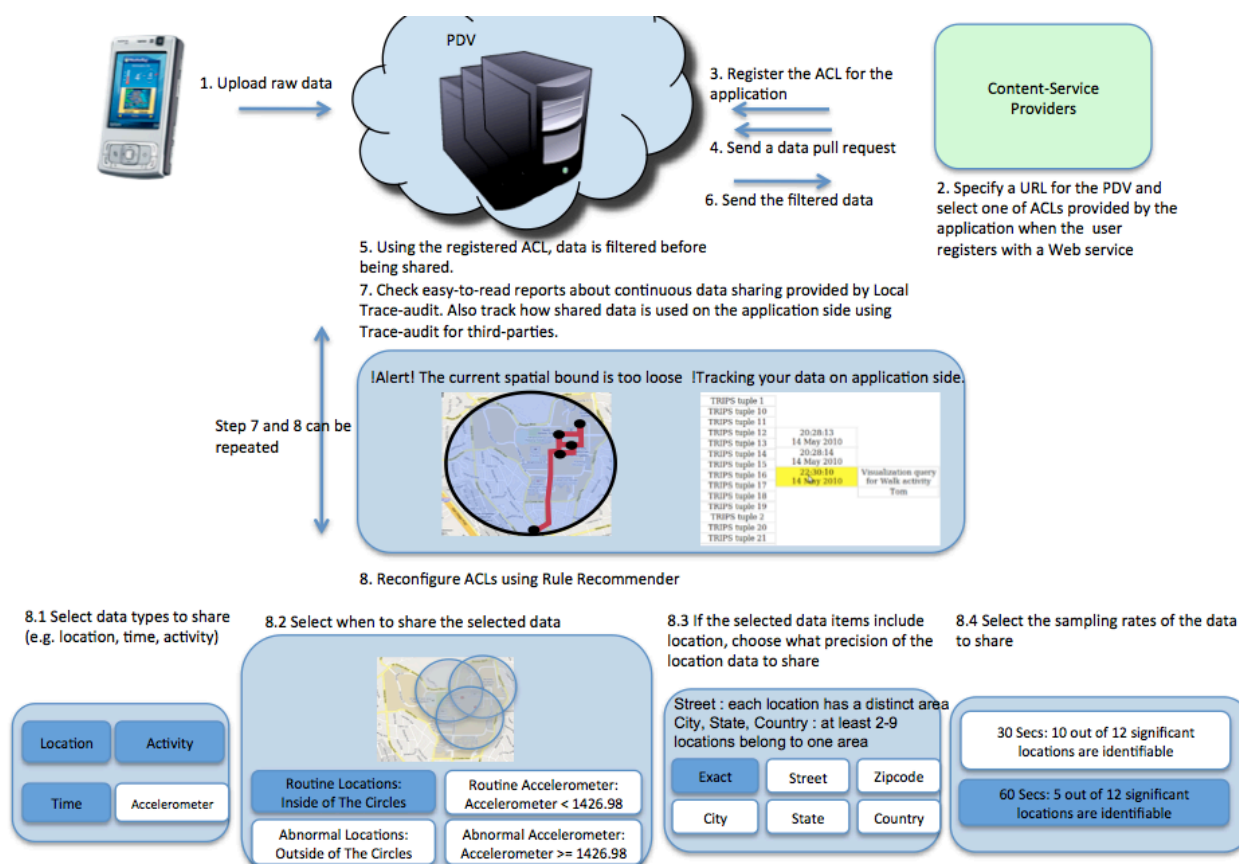 PDV
1. Upload raw data
3. Register the ACL for the
application
4. Send a data pull request
6. Send the filtered data
Content-Service
Providers
2. Specify a URL for the PDV and
select one of ACLs provided by the
application when the user
registers with a Web service
5. Using the registered ACL, data is filtered before
being shared.
7. Check easy-to-read reports about continuous data sharing provided by Local
Trace-audit. Also track how shared data is used on the application side using
Trace-audit for third-parties.
Step 7 and 8 can be
repeated
!Alert! The current spatial bound is too loose
!Tracking your data on application side.
TRIPS tuple 1
TRIPS tuple 10
TRIPS tuple 11
TRIPS tuple 12
TRIPS tuple 13
TRIPS tuple 14
TRIPS tuple 15
TRIPS tuple 16
TRIPS tuple 17
TRIPS tuple 18
TRIPS tuple 19
TRIPS tuple 2
TRIPS tuple 20
TRIPS tuple 21
20:28:13
14 May 2010
20:28:14
14 May 2010
22:30:10
14 May 2010
Visualization query
for Walk activity
Tom
8. Reconfigure ACLs using Rule Recommender
8.1 Select data types to share
(e.g. location, time, activity)
Location
Activity
Time
Accelerometer
8.2 Select when to share the selected data
Routine Locations:
Inside of The Circles
Routine Accelerometer:
Accelerometer < 1426.98
Abnormal Locations:
Outside of The Circles
Abnormal Accelerometer:
Accelerometer >= 1426.98
8.3 If the selected data items include
location, choose what precision of the
location data to share
Street : each location has a distinct area
City, State, Country : at least 2-9
locations belong to one area
Exact
Street
Zipcode
City
State
Country
8.4 Select the sampling rates of the data
to share
30 Secs: 10 out of 12 significant
locations are identifiable
60 Secs: 5 out of 12 significant
locations are identifiable